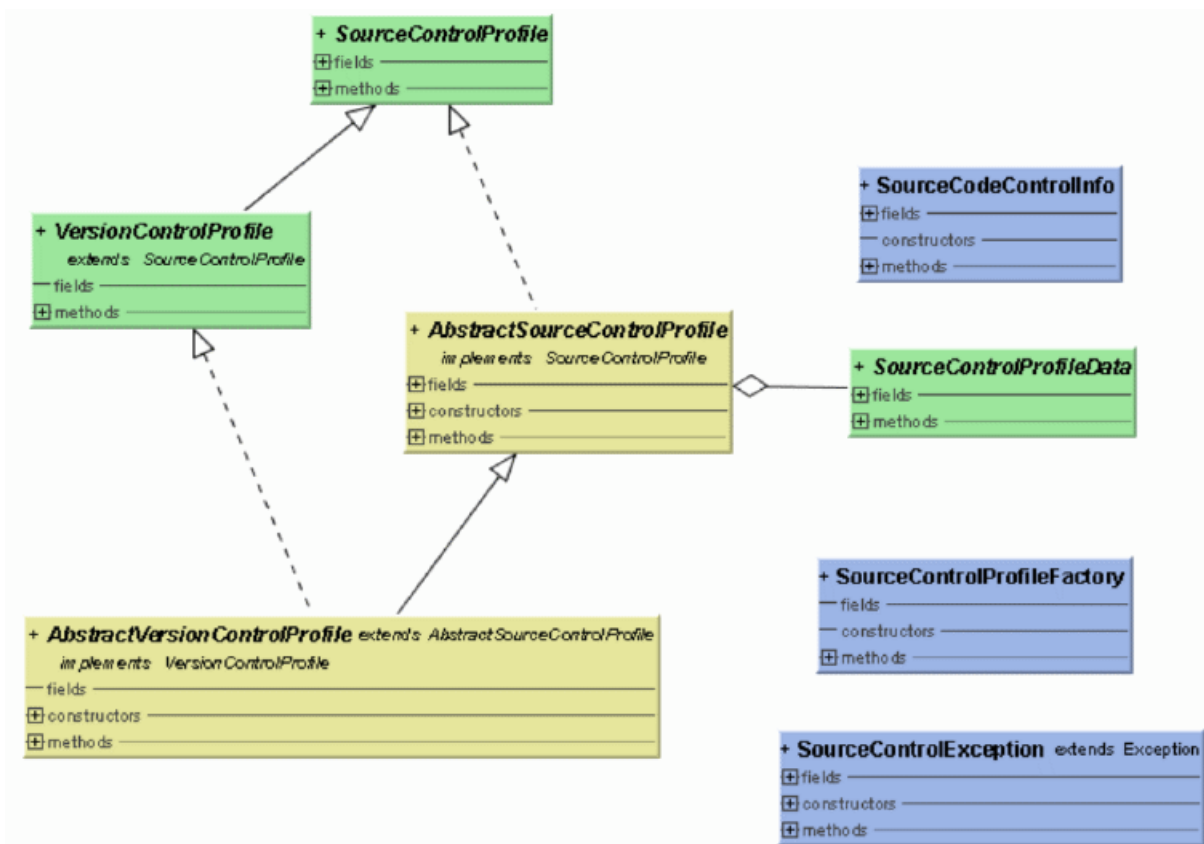 + SourceControlProfile
+ fields
+ methods
+ VersionControlProfile
extends SourceControlProfile
fields
+ methods
+ SourceCodeControlInfo
+ fields
constructors
+ methods
+ AbstractSourceControlProfile
implements SourceControlProfile
+ fields
+ constructors
+ methods
+ SourceControlProfileData
+ fields
+ methods
+ SourceControlProfileFactory
fields
constructors
+ methods
+ AbstractVersionControlProfile extends AbstractSourceControlProfile
implements VersionControlProfile
fields
+ constructors
+ methods
+ SourceControlException extends Exception
+ fields
+ constructors
+ methods